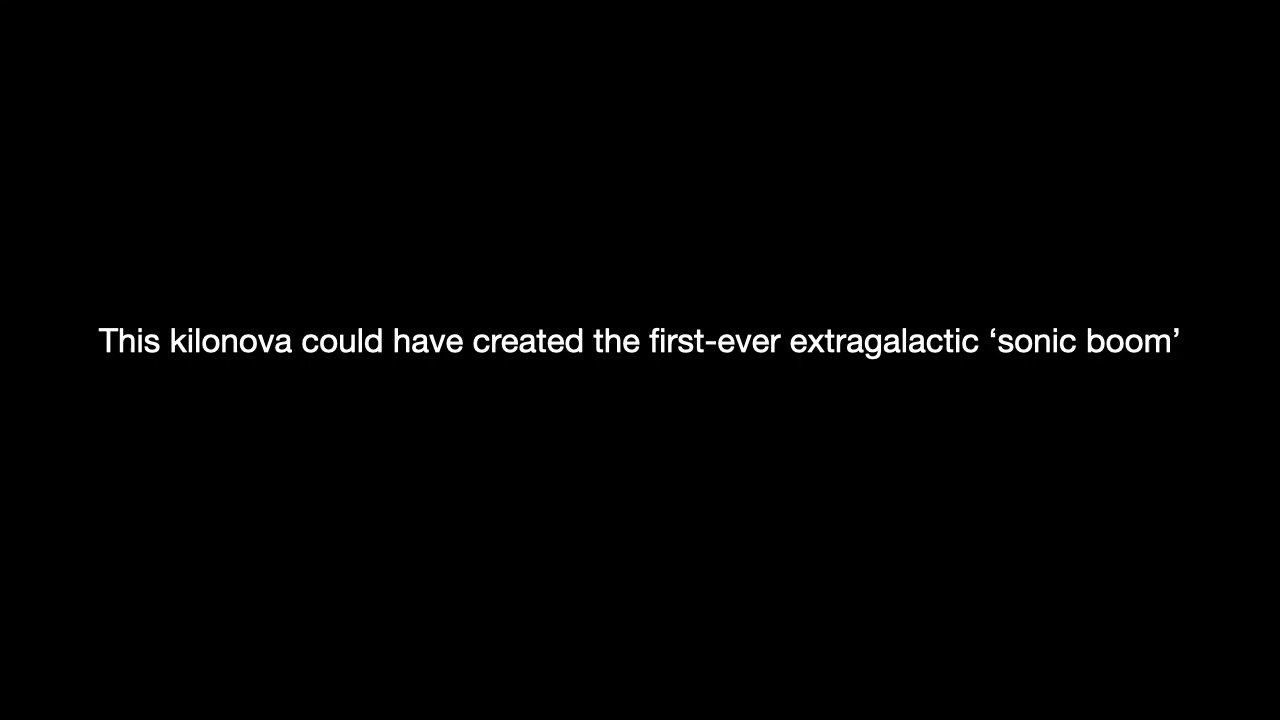 This kilonova could have created the first-ever extragalactic ‘sonic boom’